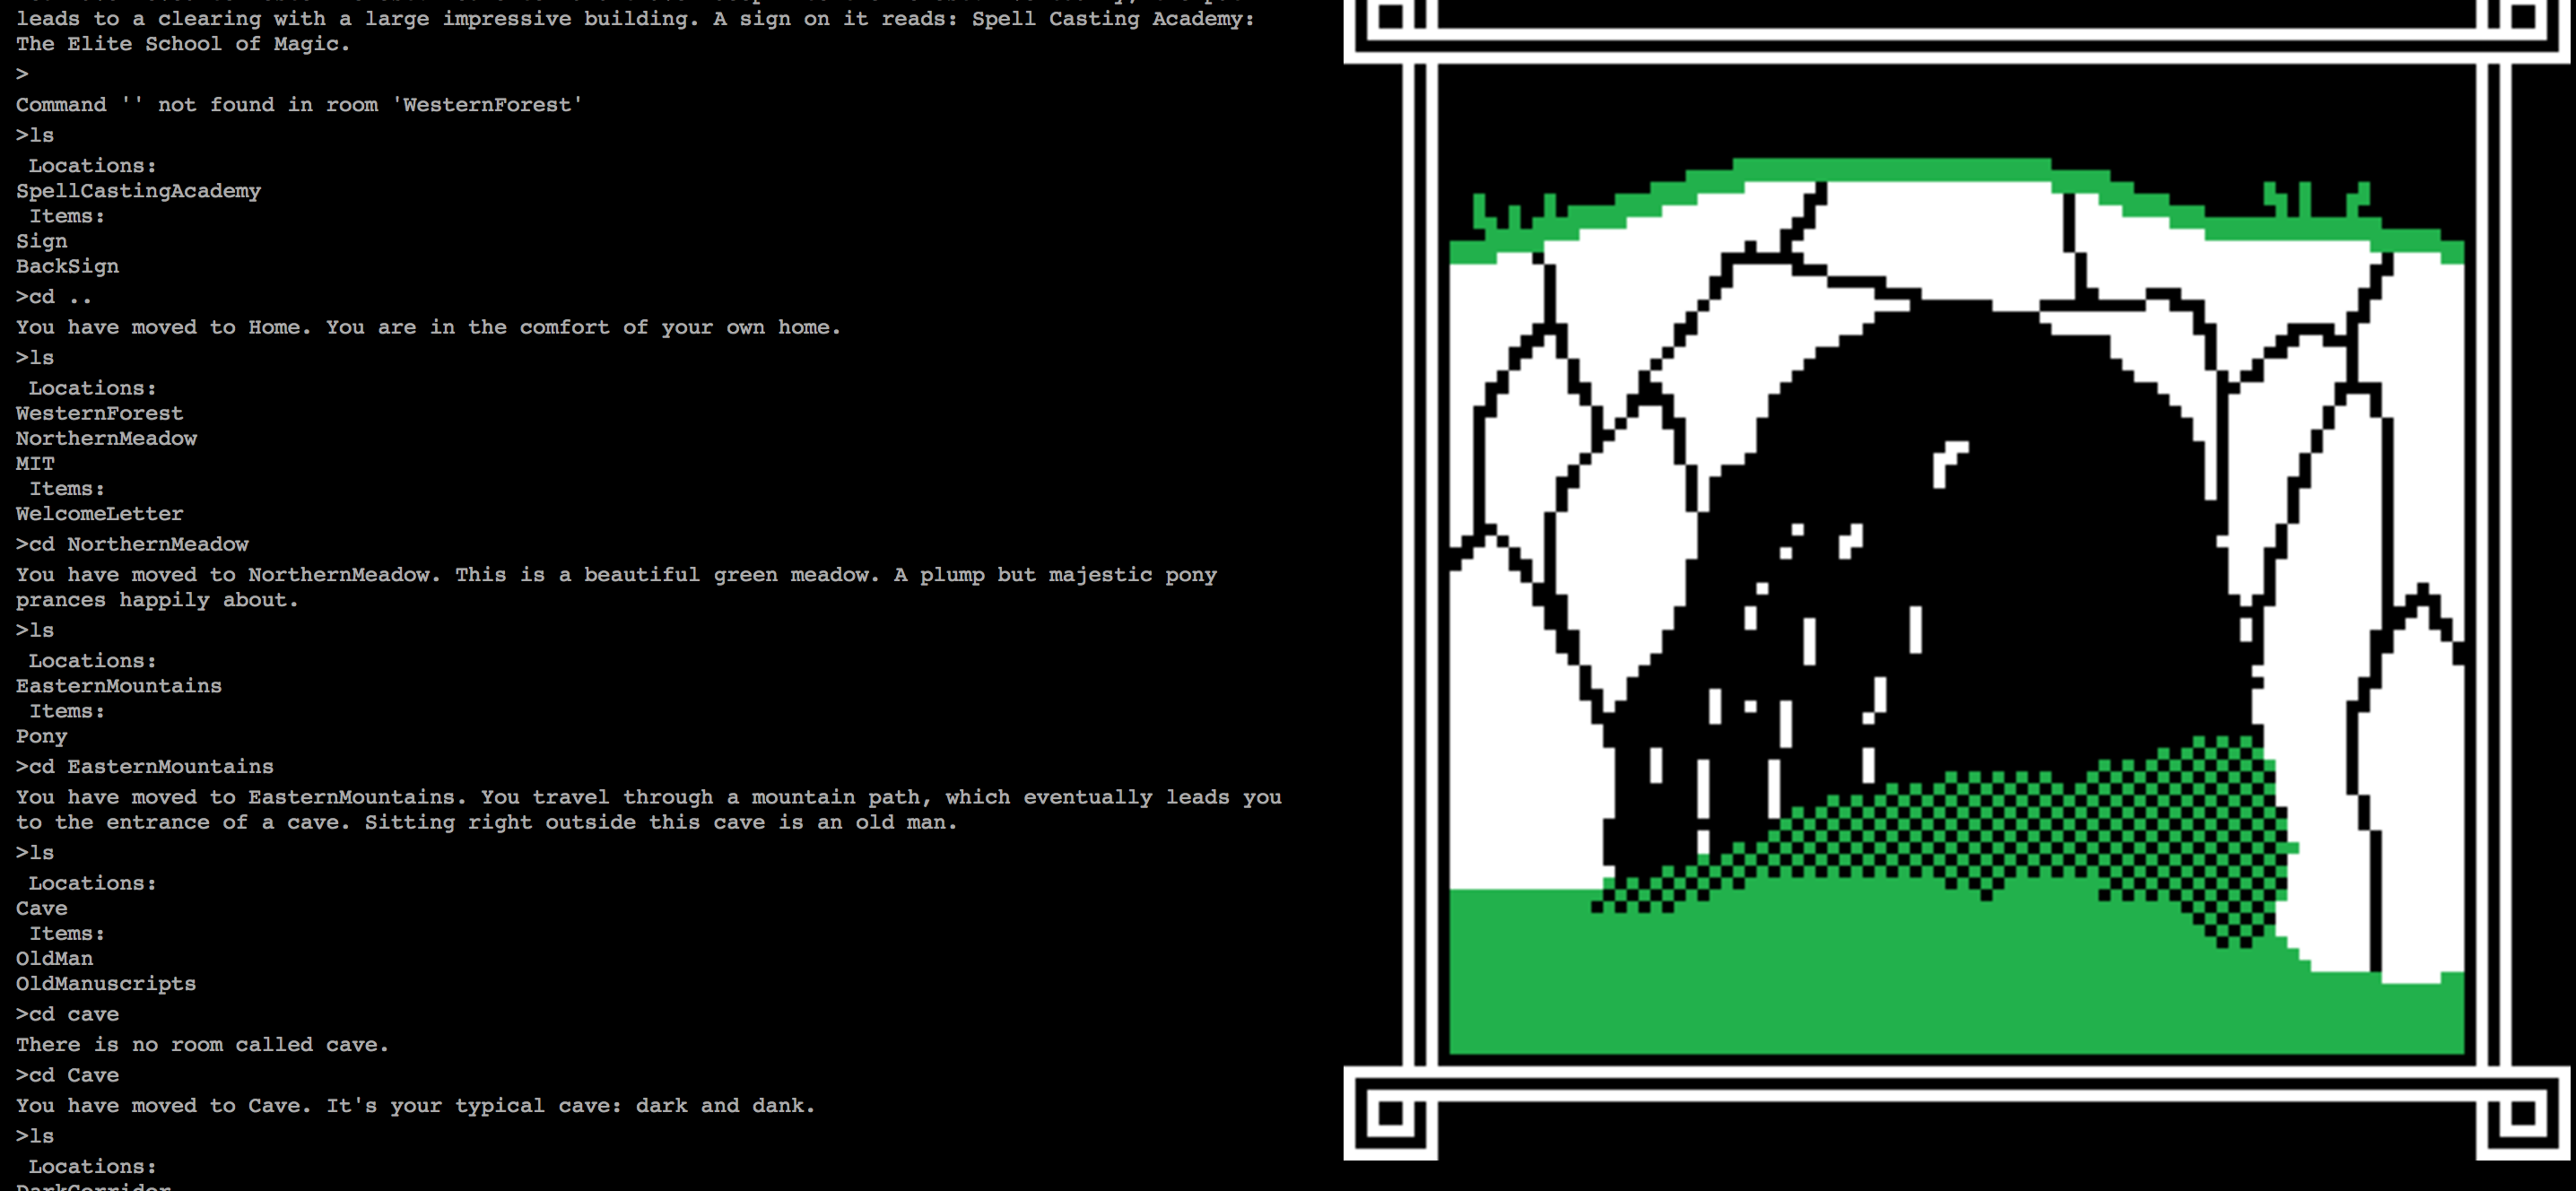 leads to a clearing with a large impressive building. A sign on it reads: Spell Casting Academy:
The Elite School of Magic.
>
Command '' not found in room 'WesternForest'
>ls
Locations:
SpellCastingAcademy
Items:
Sign
BackSign
>cd ..
You have moved to Home. You are in the comfort of your own home.
>ls
Locations:
WesternForest
NorthernMeadow
MIT
Items:
WelcomeLetter
>cd NorthernMeadow
You have moved to NorthernMeadow. This is a beautiful green meadow. A plump but majestic pony
prances happily about.
>ls
Locations:
EasternMountains
Items:
Pony
>cd EasternMountains
You have moved to EasternMountains. You travel through a mountain path, which eventually leads you
to the entrance of a cave. Sitting right outside this cave is an old man.
>ls
Locations:
Cave
Items:
OldMan
OldManuscripts
>cd cave
There is no room called cave.
>cd Cave
You have moved to Cave. It's your typical cave: dark and dank.
>ls
Locations:
DarkCorridor